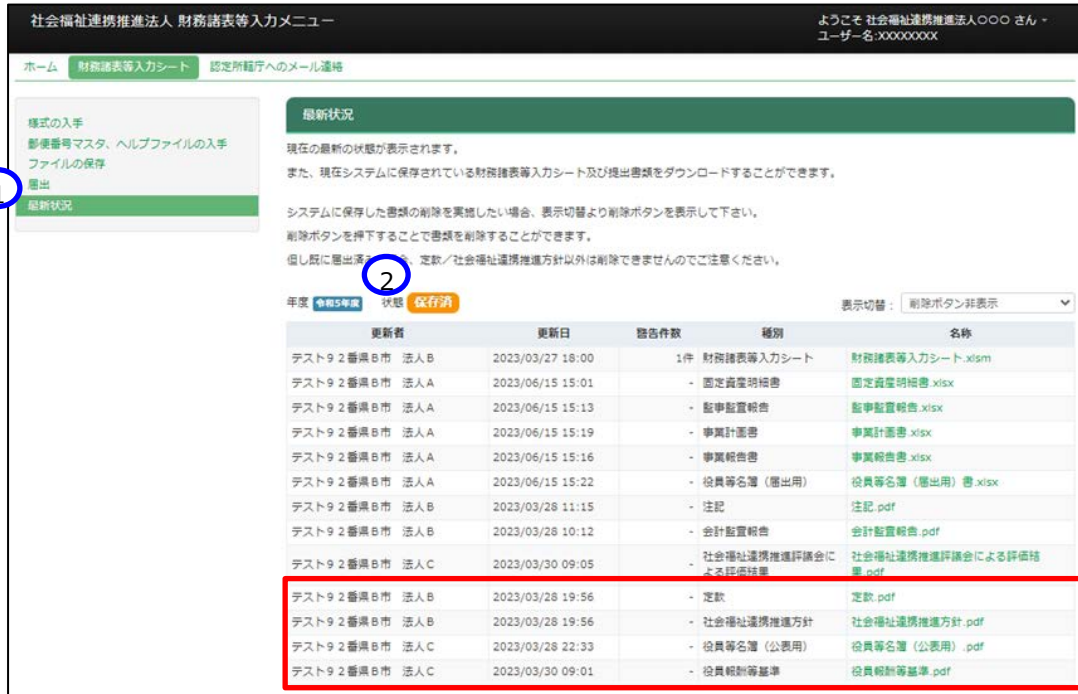 社会福祉連携推進法人 財務諸表等入力メニュー
ようこそ 社会福祉連携推進法人〇〇〇 さん
ユーザー名:XXXXXXXX
ホーム 財務諸表等入力シート 認定所轄庁へのメール連絡
様式の入手
郵便番号マスタ、ヘルプファイルの入手
ファイルの保存
届出
最新状況
最新状況
現在の最新の状態が表示されます。
また、現在システムに保存されている財務諸表等入力シート及び提出書類をダウンロードすることができます。
システムに保存した書類の削除を実施したい場合、表示切替より削除ボタンを表示して下さい。
削除ボタンを押下することで書類を削除することができます。
但し既に届出済み、定款/社会福祉連携推進方針以外は削除できませんのでご注意ください。
2
年度 令和5年度 状態 保存済 表示切替: 削除ボタン非表示
更新者 更新日 警告件数 種別 名称
テスト92番県B市 法人B 2023/03/27 18:00 1件 財務諸表等入力シート 財務諸表等入力シート.xlsm
テスト92番県B市 法人A 2023/06/15 15:01 - 固定資産明細書 固定資産明細書.xlsx
テスト92番県B市 法人A 2023/06/15 15:13 - 監事監査報告 監事監査報告.xlsx
テスト92番県B市 法人A 2023/06/15 15:19 - 事業計画書 事業計画書.xlsx
テスト92番県B市 法人A 2023/06/15 15:16 - 事業報告書 事業報告書.xlsx
テスト92番県B市 法人A 2023/06/15 15:22 - 役員等名簿(届出用) 役員等名簿(届出用)書.xlsx
テスト92番県B市 法人B 2023/03/28 11:15 - 注記 注記.pdf
テスト92番県B市 法人B 2023/03/28 10:12 - 会計監査報告 会計監査報告.pdf
テスト92番県B市 法人C 2023/03/30 09:05 - 社会福祉連携推進評議会による評価結果 社会福祉連携推進評議会による評価結果.pdf
テスト92番県B市 法人B 2023/03/28 19:56 - 定款 定款.pdf
テスト92番県B市 法人B 2023/03/28 19:56 - 社会福祉連携推進方針 社会福祉連携推進方針.pdf
テスト92番県B市 法人C 2023/03/28 22:33 - 役員等名簿(公表用) 役員等名簿(公表用).pdf
テスト92番県B市 法人C 2023/03/30 09:01 - 役員報酬等基準 役員報酬等基準.pdf